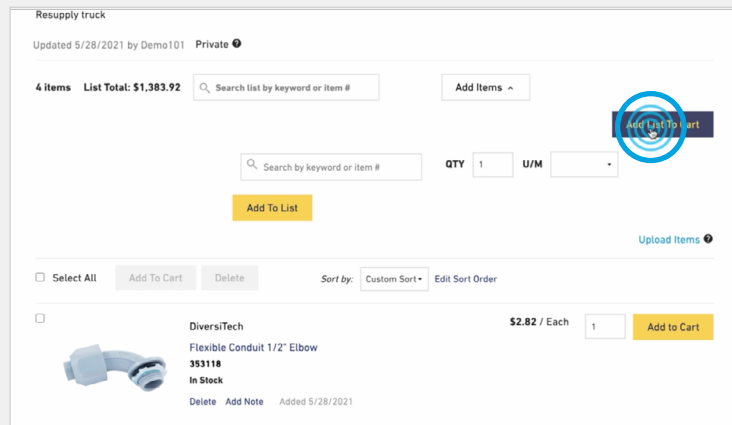 Resupply truck
Updated 5/28/2021 by Demo101 Private ?
4 items List Total: $1,383.92 Search list by keyword or item # Add Items
Add List To Cart
Search by keyword or item # QTY 1 U/M
Add To List
Upload Items ?
Select All Add To Cart Delete Sort by: Custom Sort Edit Sort Order
DiversiTech $2.82 / Each 1 Add to Cart
Flexible Conduit 1/2" Elbow
353118
In Stock
Delete Add Note Added 5/28/2021